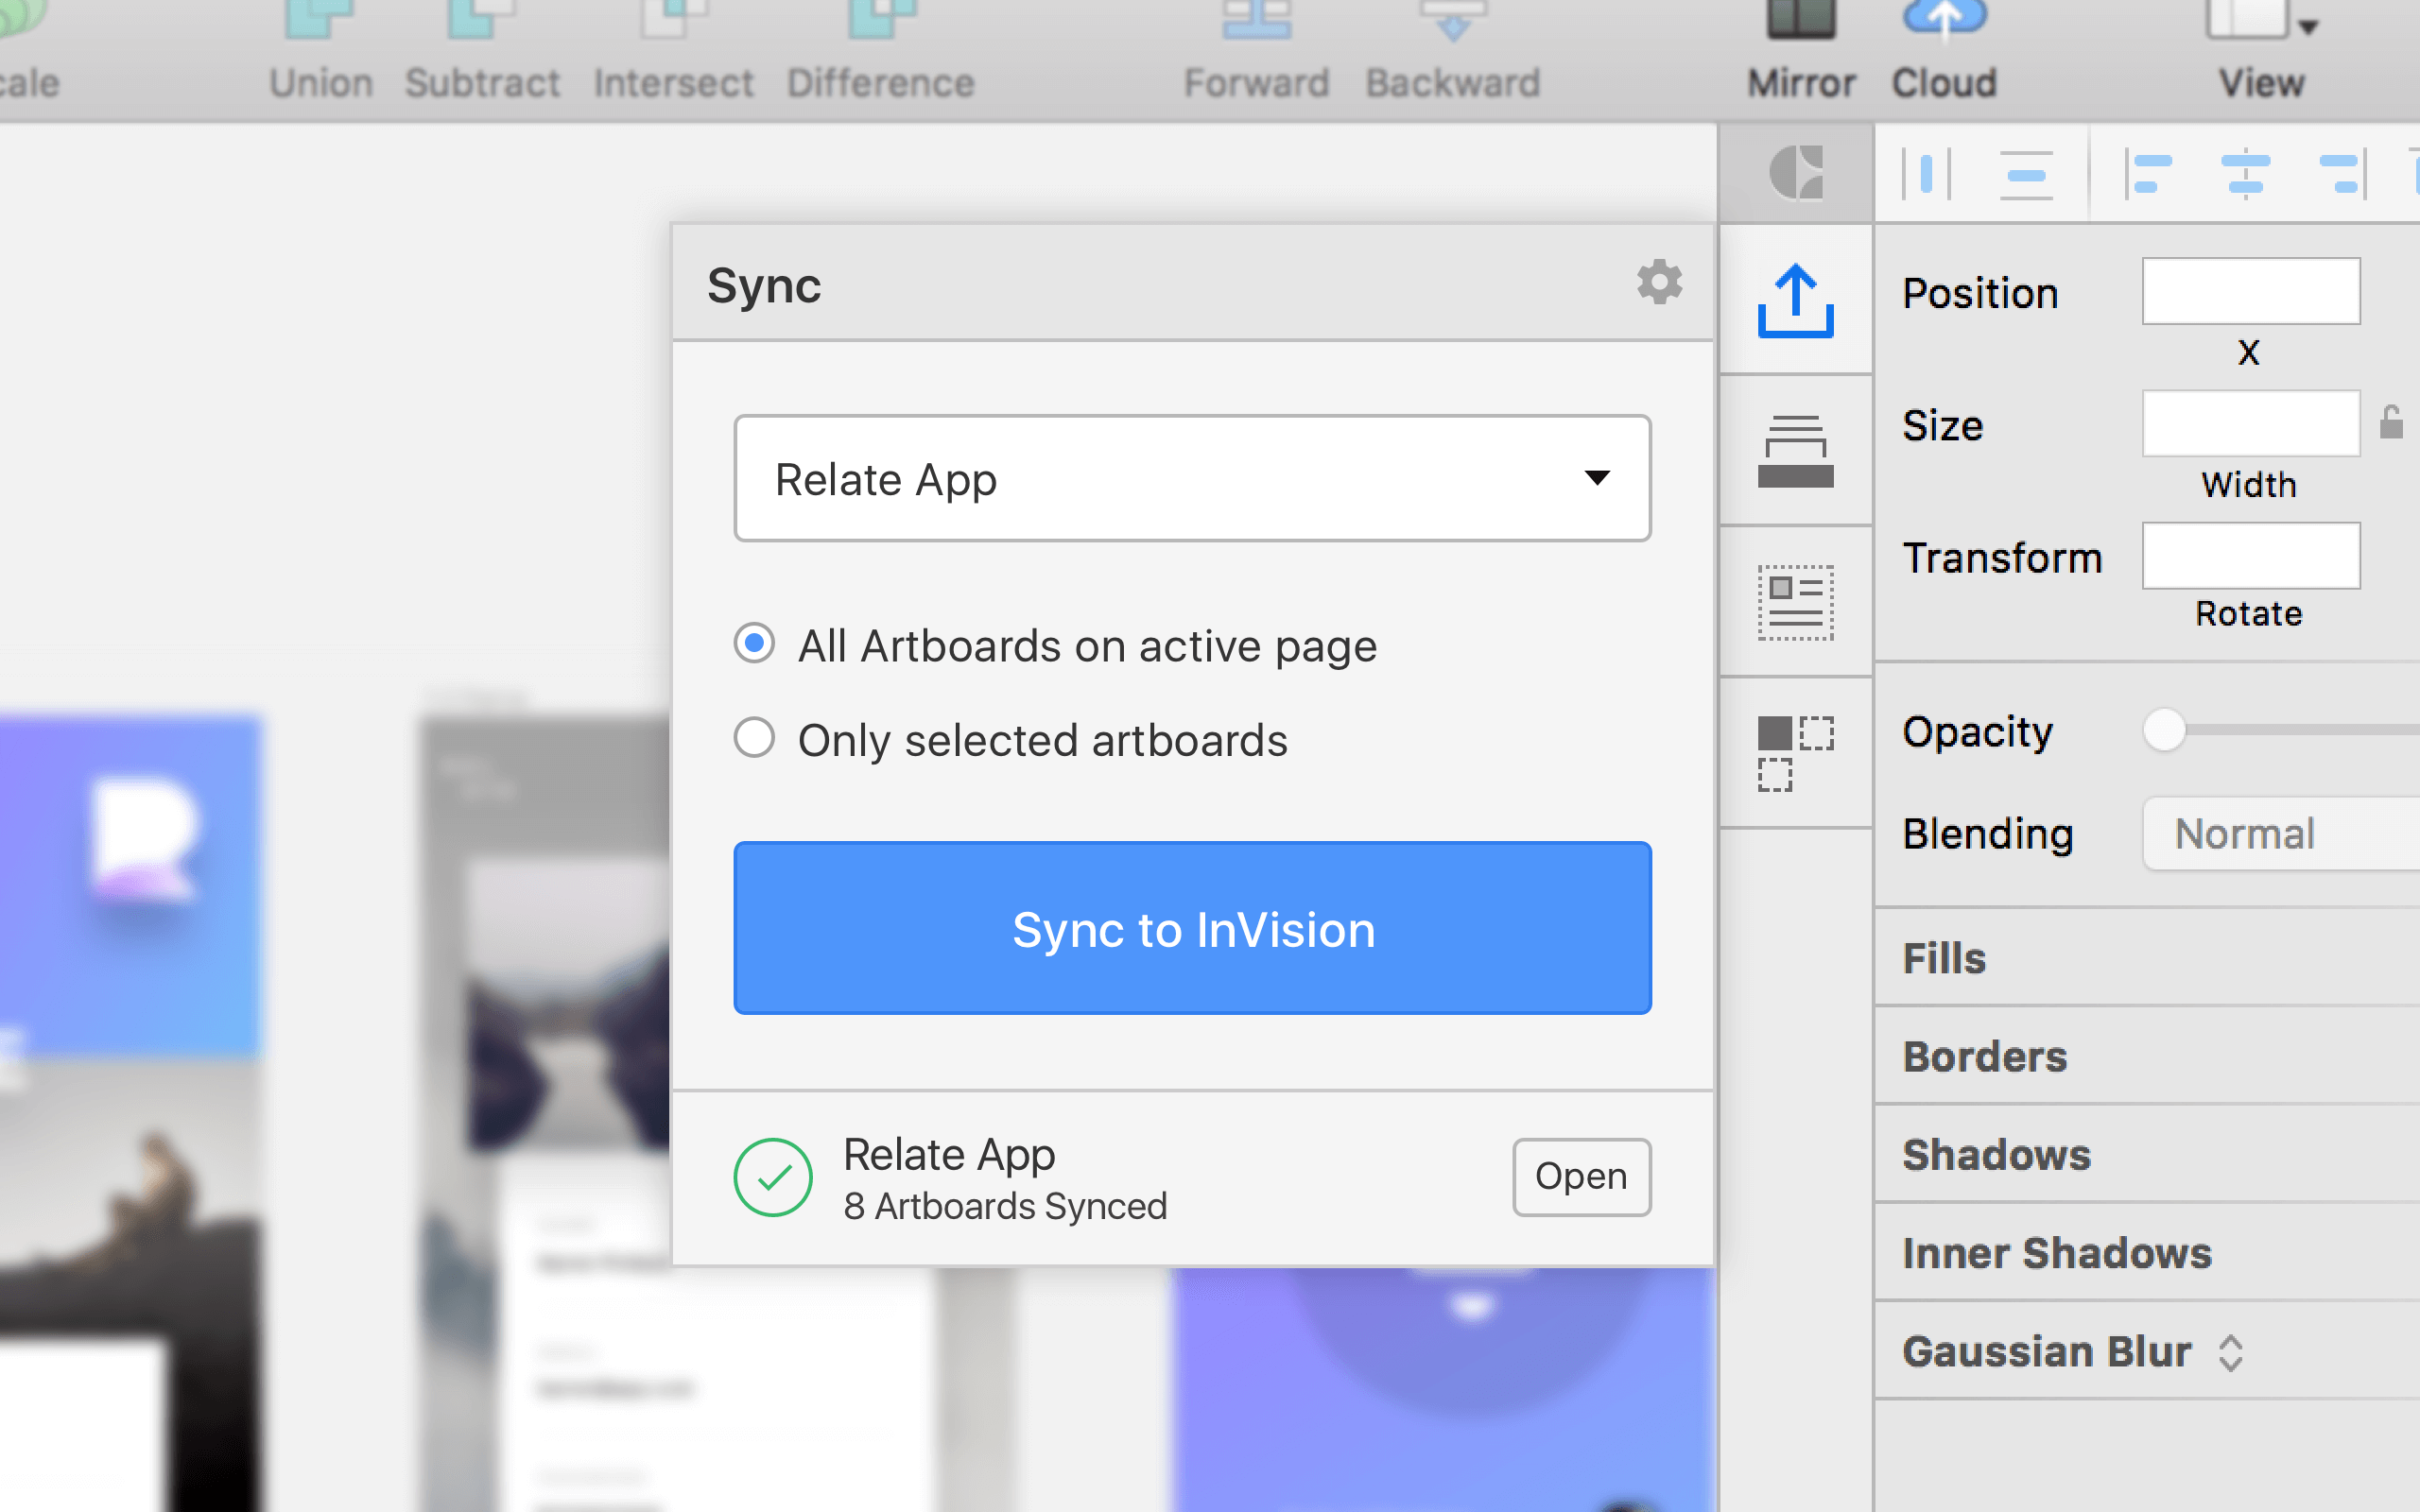 Union Subtract Intersect Difference Forward Backward Mirror Cloud View
Sync
Relate App
All Artboards on active page
Only selected artboards
Sync to InVision
Relate App
8 Artboards Synced
Open
Position
X
Size
Width
Transform
Rotate
Opacity
Blending Normal
Fills
Borders
Shadows
Inner Shadows
Gaussian Blur